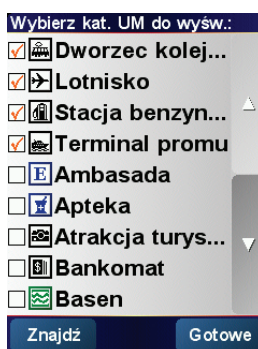 Wybierz kat. UM do wyśw.:
Dworzec kolej...
Lotnisko
Stacja benzyn...
Terminal promu
E Ambasada
Apteka
Atrakcja turys...
Bankomat
Basen
Znajdź
Gotowe